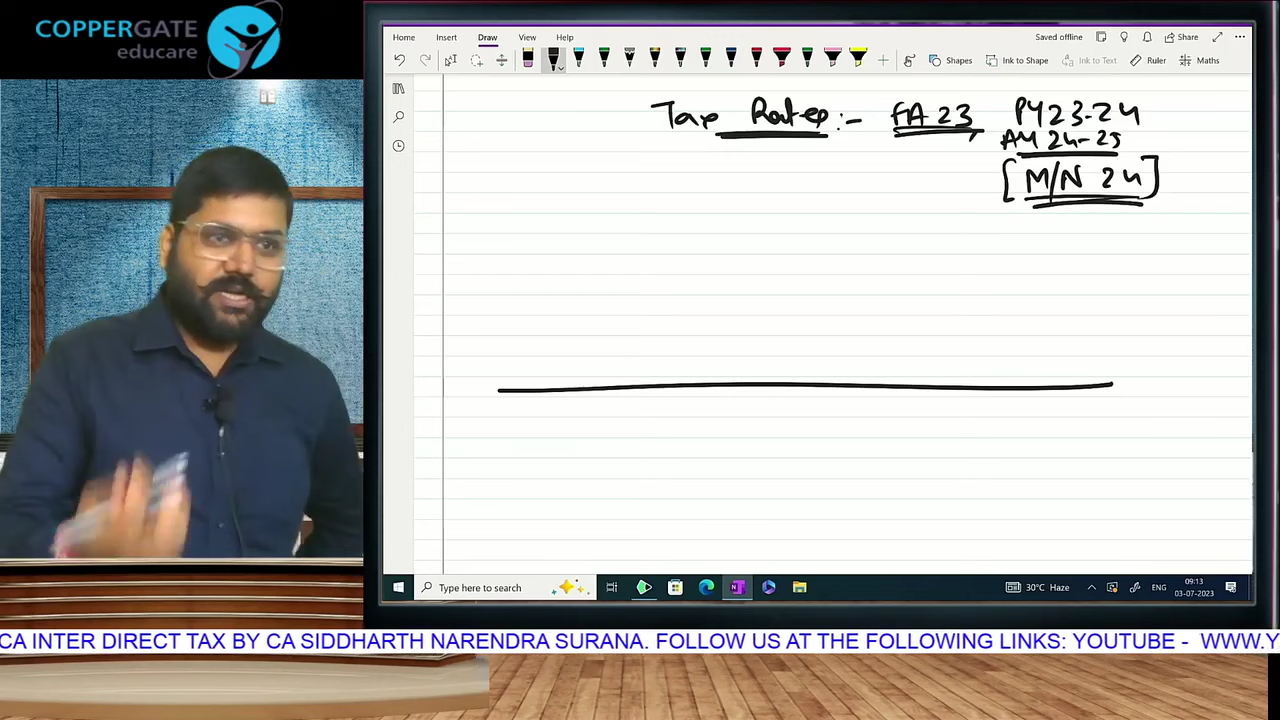 COPPERGATE
educare
Home Insert Draw View Help
Saved offline Share
Shapes Ink to Shape Ink to Text Ruler Maths
Tax Rates :- FA 23 PY 23-24
AY 24-25
[M/N 24]
Type here to search
30°C Haze ENG 09:13
03-07-2023
CA INTER DIRECT TAX BY CA SIDDHARTH NARENDRA SURANA. FOLLOW US AT THE FOLLOWING LINKS: YOUTUBE - WWW.Y